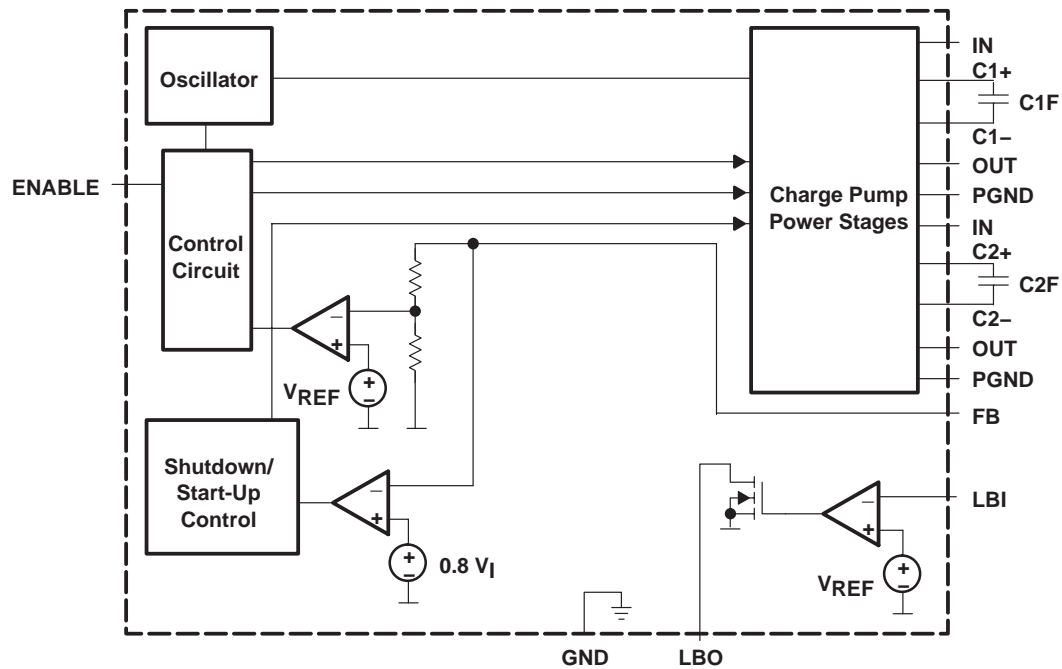 Oscillator
ENABLE
Control
Circuit
−
+
VREF
+
−
Shutdown/
Start-Up
Control
−
+
+
−
0.8 VI
Charge Pump
Power Stages
IN
C1+
C1F
C1−
OUT
PGND
IN
C2+
C2F
C2−
OUT
PGND
FB
LBI
−
+
+
−
VREF
GND
LBO